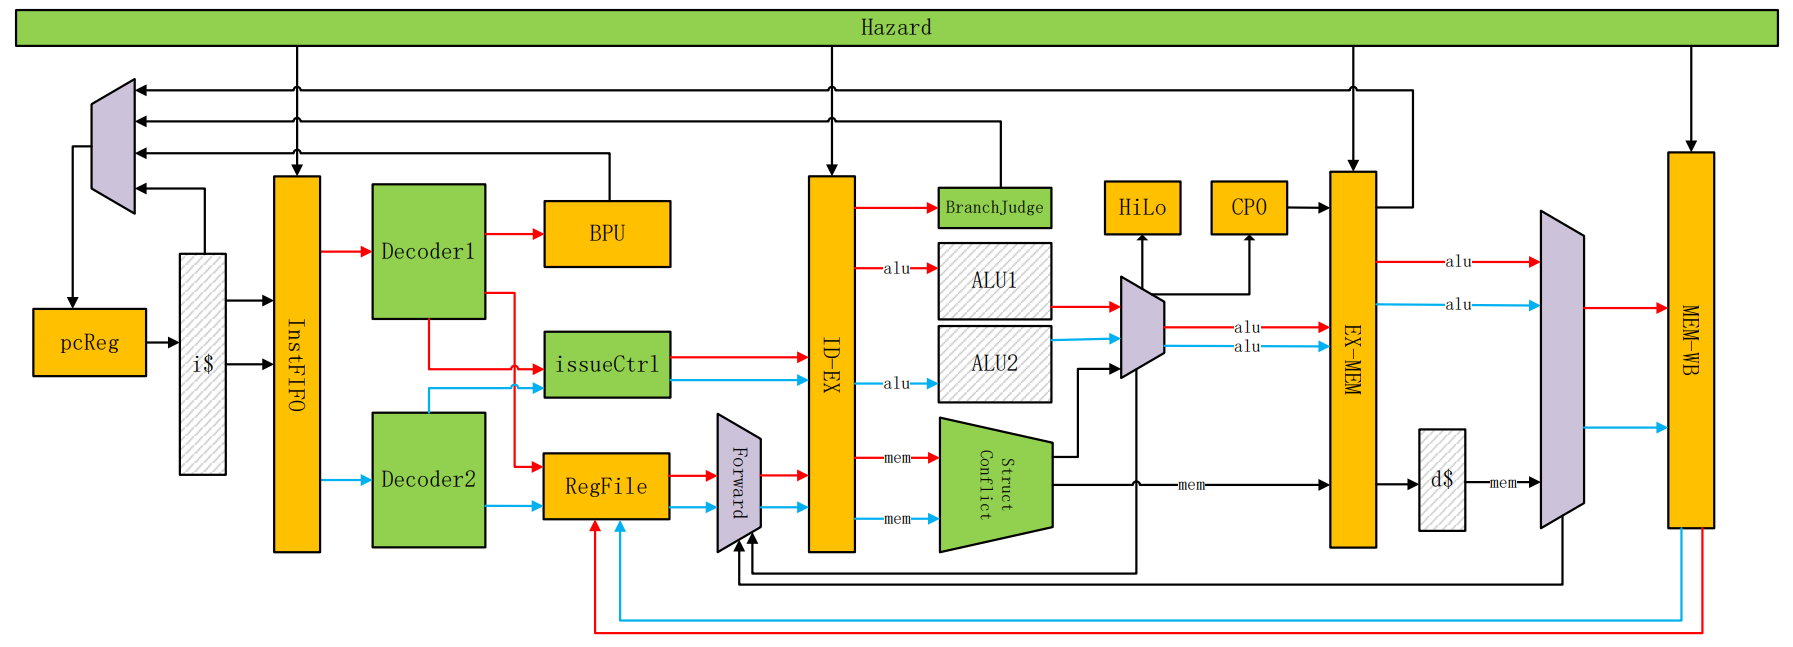 Hazard
pcReg
i$
InstFIFO
Decoder1
Decoder2
BPU
issueCtrl
RegFile
Forward
ID-EX
alu
alu
mem
mem
BranchJudge
ALU1
ALU2
Struct
Conflict
HiLo
CP0
alu
alu
mem
EX-MEM
alu
alu
d$
mem
MEM-WB